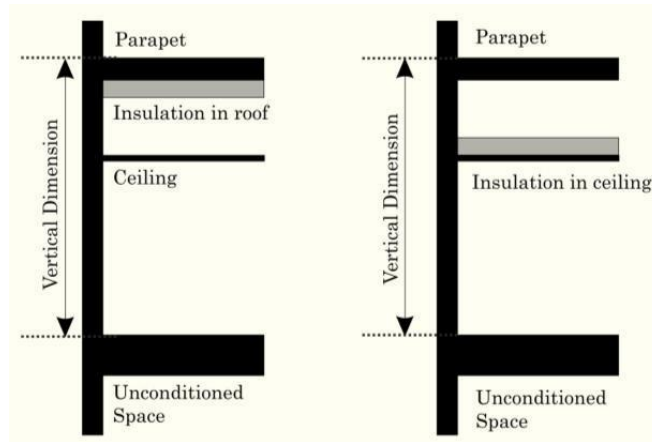 Parapet
Insulation in roof
Ceiling
Vertical Dimension
Unconditioned
Space
Parapet
Insulation in ceiling
Vertical Dimension
Unconditioned
Space